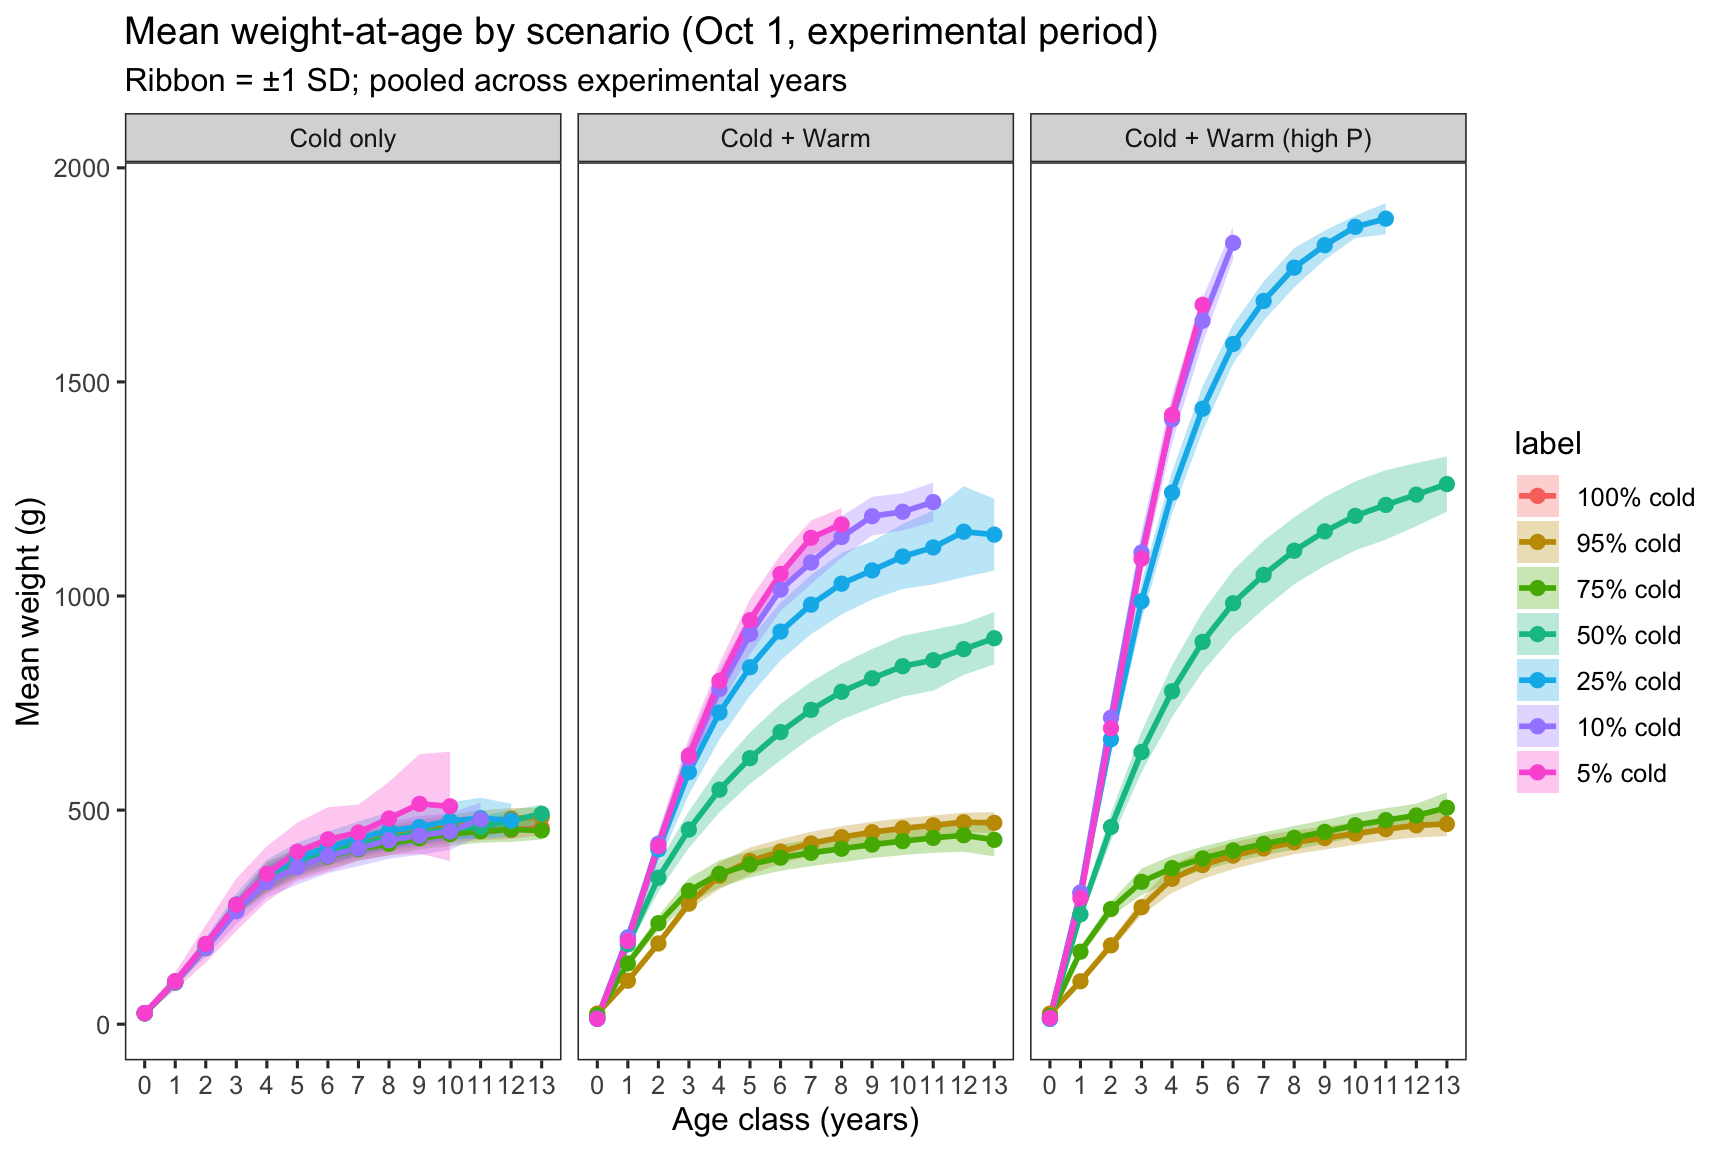 Mean weight-at-age by scenario (Oct 1, experimental period)
Ribbon = ±1 SD; pooled across experimental years
Cold only
Cold + Warm
Cold + Warm (high P)
Mean weight (g)
2000
1500
1000
500
0
0 1 2 3 4 5 6 7 8 9 10 11 12 13
0 1 2 3 4 5 6 7 8 9 10 11 12 13
0 1 2 3 4 5 6 7 8 9 10 11 12 13
Age class (years)
label
100% cold
95% cold
75% cold
50% cold
25% cold
10% cold
5% cold